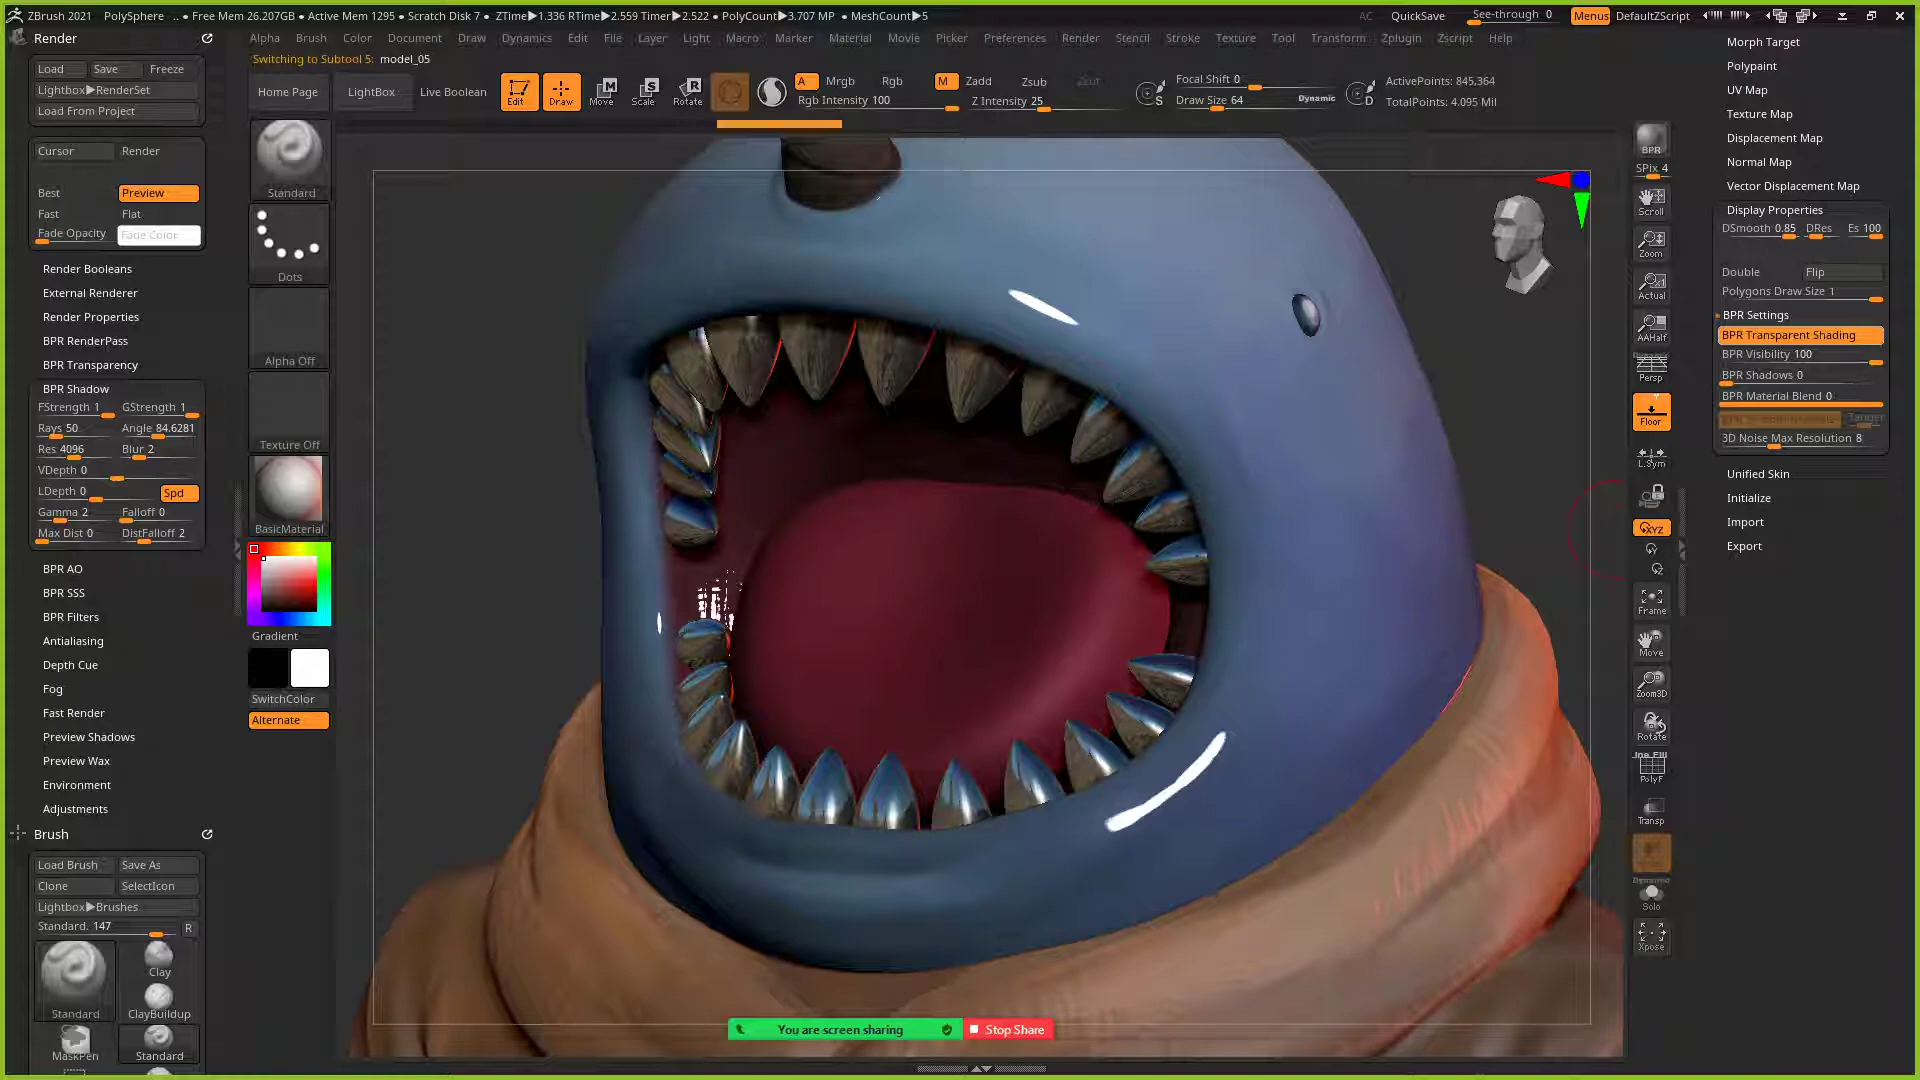 ZBrush 2021 PolySphere .. • Free Mem 26.207GB • Active Mem 1295 • Scratch Disk 7 • ZTime▶1.336 RTime▶2.559 Timer▶2.522 • PolyCount▶3.707 MP • MeshCount▶5 AC QuickSave See-through 0 Menus DefaultZScript
Render
Alpha Brush Color Document Draw Dynamics Edit File Layer Light Macro Marker Material Movie Picker Preferences Render Stencil Stroke Texture Tool Transform Zplugin Zscript Help
Switching to Subtool 5: model_05
Load Save Freeze
Lightbox▶RenderSet
Load From Project
Cursor Render
Best Preview
Fast Flat
Fade Opacity Fade Color
Render Booleans
External Renderer
Render Properties
BPR RenderPass
BPR Transparency
BPR Shadow
FStrength 1 GStrength 1
Rays 50 Angle 84.6281
Res 4096 Blur 2
VDepth 0
LDepth 0 Spd
Gamma 2 Falloff 0
Max Dist 0 DistFalloff 2
BPR AO
BPR SSS
BPR Filters
Antialiasing
Depth Cue
Fog
Fast Render
Preview Shadows
Preview Wax
Environment
Adjustments
Brush
Load Brush Save As
Clone SelectIcon
Lightbox▶Brushes
Standard. 147 R
Clay
Standard ClayBuildup
MaskPen Standard
Home Page LightBox Live Boolean
Edit Draw Move Scale Rotate
A Mrgb Rgb M Zadd Zsub Zcut
Rgb Intensity 100 Z Intensity 25
S Focal Shift 0
Draw Size 64 Dynamic
D ActivePoints: 845,364
TotalPoints: 4.095 Mil
Standard
Dots
Alpha Off
Texture Off
BasicMaterial
Gradient
SwitchColor
Alternate
You are screen sharing Stop Share
BPR
SPix 4
Scroll
Zoom
Actual
AAHalf
Dynamic
Persp
Floor
L.Sym
XYZ
Frame
Move
Zoom3D
Rotate
Line Fill
PolyF
Transp
Dynamic
Solo
Xpose
Morph Target
Polypaint
UV Map
Texture Map
Displacement Map
Normal Map
Vector Displacement Map
Display Properties
DSmooth 0.85 DRes Es 100
Double Flip
Polygons Draw Size 1
BPR Settings
BPR Transparent Shading
BPR Visibility 100
BPR Shadows 0
BPR Material Blend 0
3D Noise Max Resolution 8
Unified Skin
Initialize
Import
Export